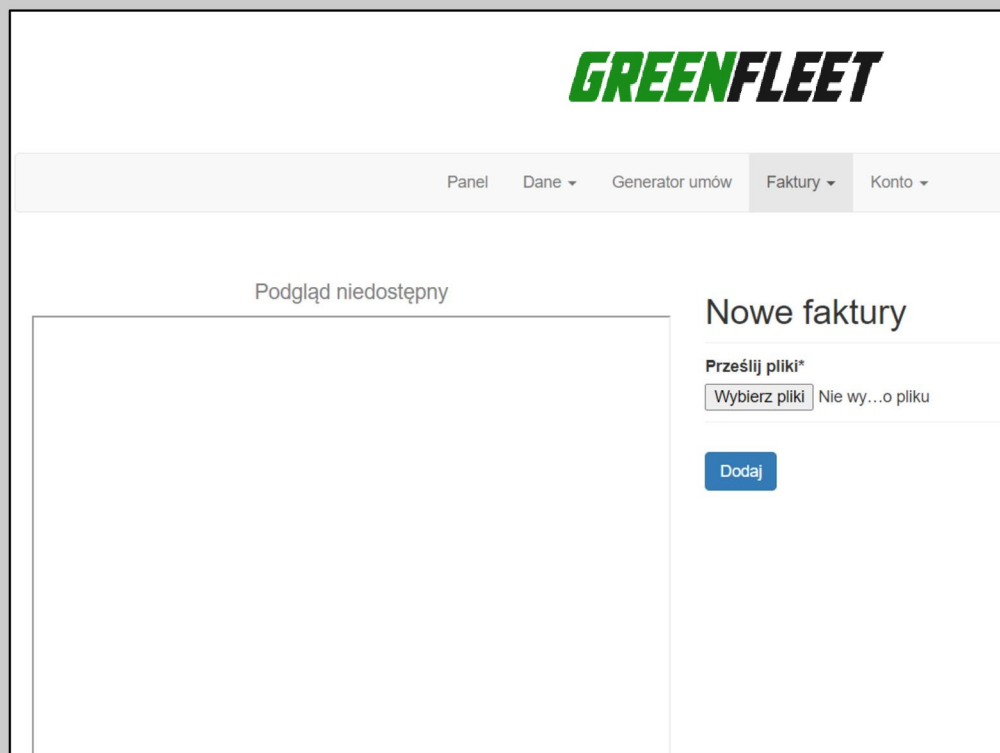 GREENFLEET
Panel Dane Generator umów Faktury Konto
Podgląd niedostępny
Nowe faktury
Prześlij pliki*
Wybierz pliki Nie wy…o pliku
Dodaj